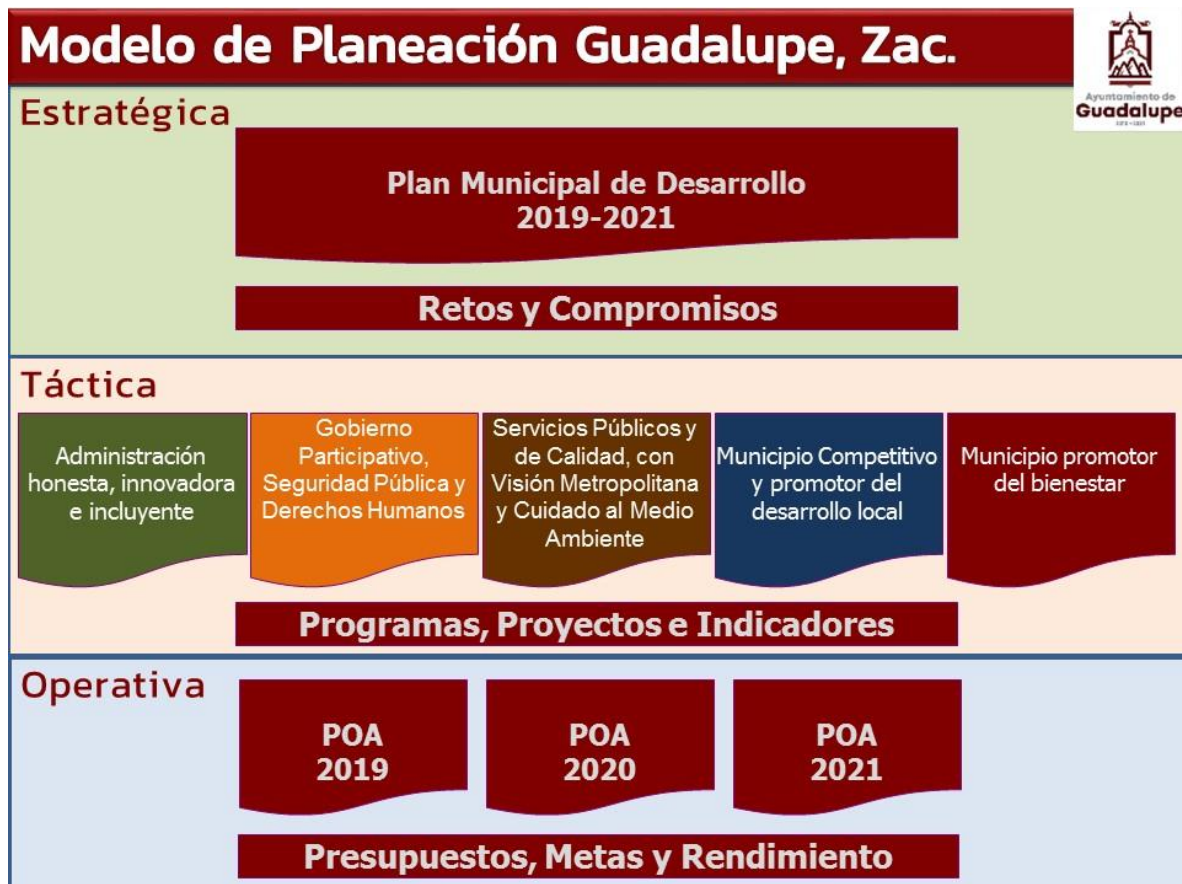 Modelo de Planeación Guadalupe, Zac.
Ayuntamiento de
Guadalupe
Estratégica
Plan Municipal de Desarrollo
2019-2021
Retos y Compromisos
Táctica
Administración
honesta, innovadora
e incluyente
Gobierno
Participativo,
Seguridad Pública y
Derechos Humanos
Servicios Públicos y
de Calidad, con
Visión Metropolitana
y Cuidado al Medio
Ambiente
Municipio Competitivo
y promotor del
desarrollo local
Municipio promotor
del bienestar
Programas, Proyectos e Indicadores
Operativa
POA
2019
POA
2020
POA
2021
Presupuestos, Metas y Rendimiento